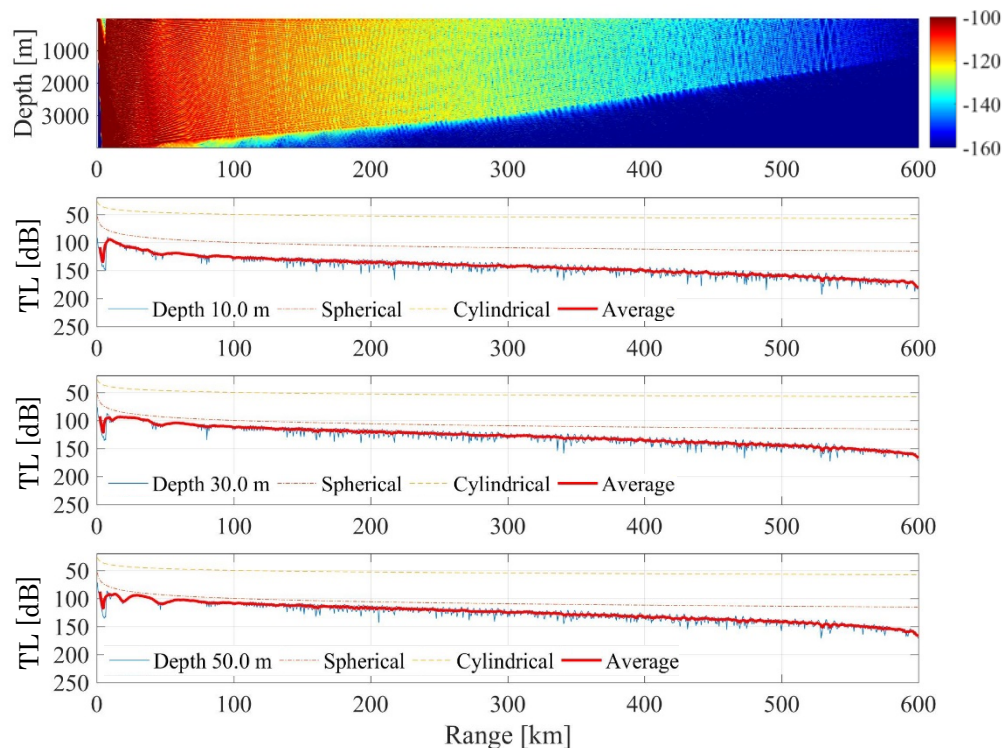 -100
-120
-140
-160
Depth [m]
1000
2000
3000
0 100 200 300 400 500 600
TL [dB]
50
100
150
200
250
Depth 10.0 m Spherical Cylindrical Average
0 100 200 300 400 500 600
TL [dB]
50
100
150
200
250
Depth 30.0 m Spherical Cylindrical Average
0 100 200 300 400 500 600
TL [dB]
50
100
150
200
250
Depth 50.0 m Spherical Cylindrical Average
0 100 200 300 400 500 600
Range [km]